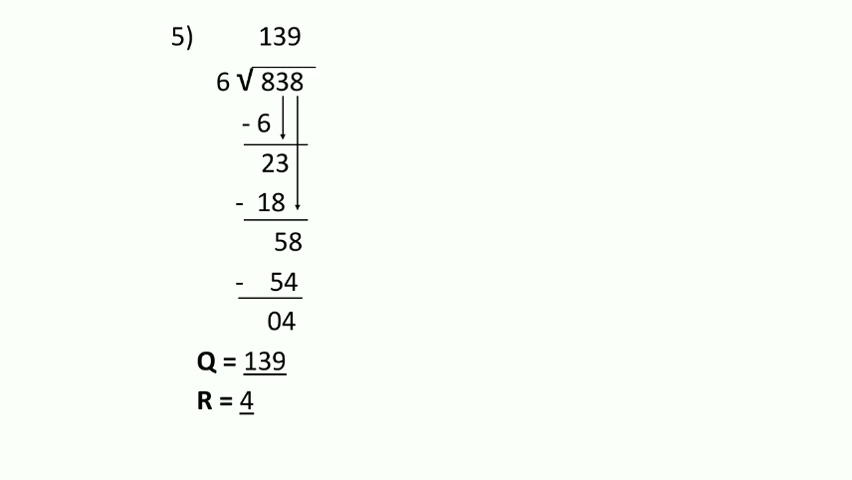 5) 139
6 √ 838
- 6
23
- 18
58
- 54
04
Q = 139
R = 4